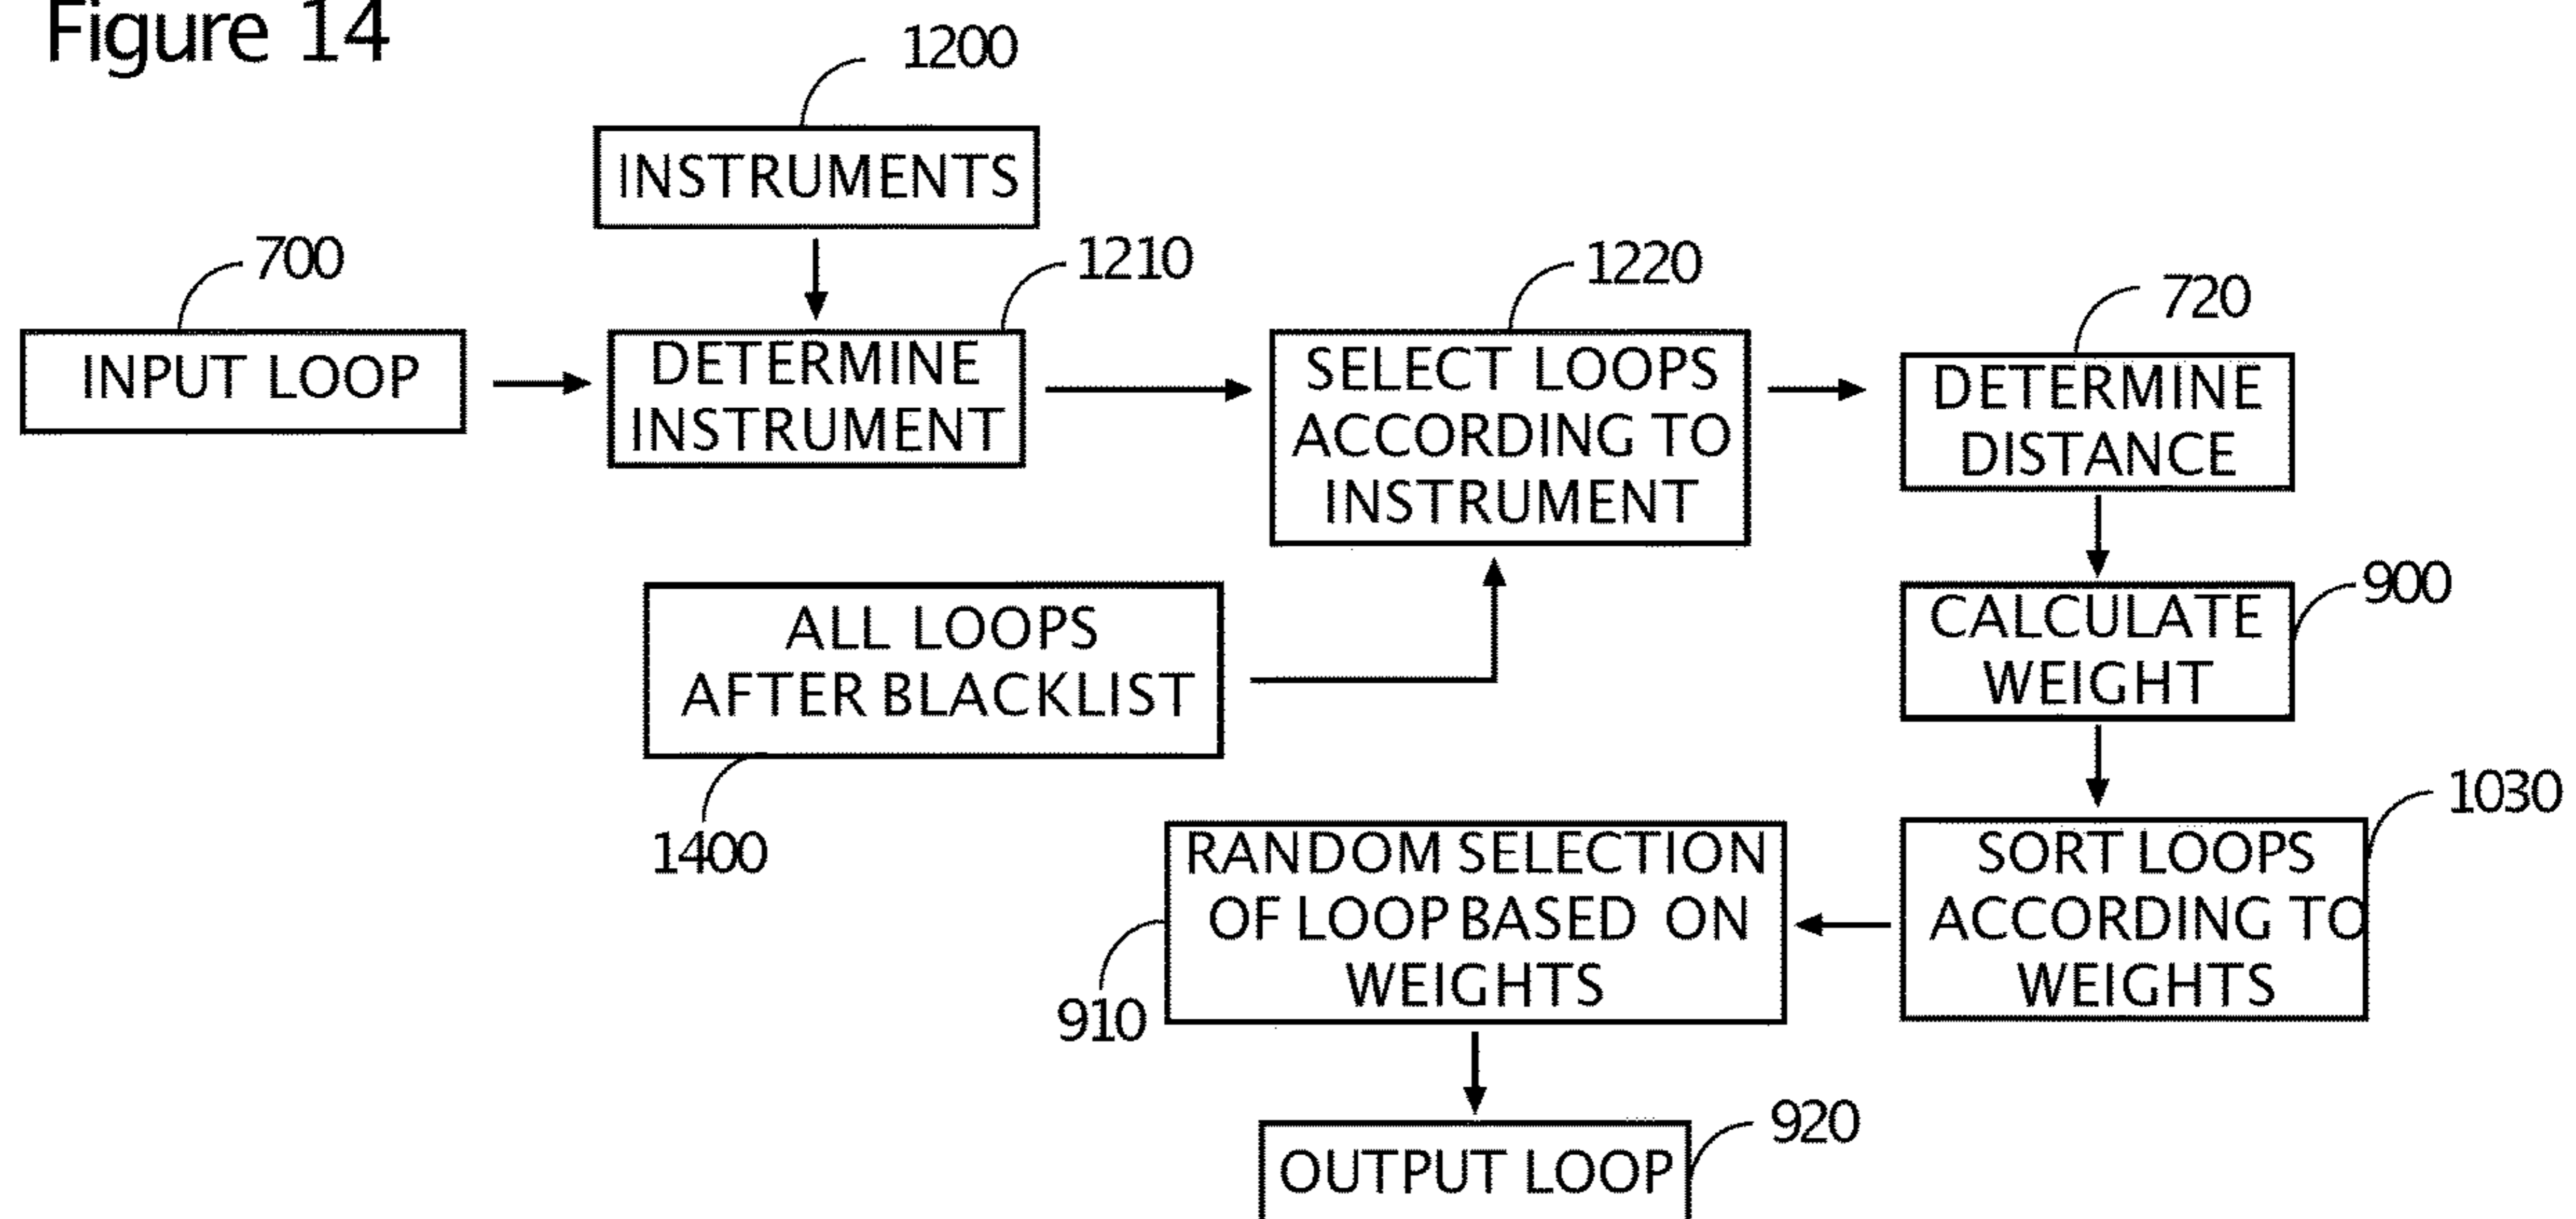 Figure 14
1200
INSTRUMENTS
700
1210
1220
720
INPUT LOOP
DETERMINE
INSTRUMENT
SELECT LOOPS
ACCORDING TO
INSTRUMENT
DETERMINE
DISTANCE
900
ALL LOOPS
AFTER BLACKLIST
CALCULATE
WEIGHT
1400
1030
RANDOM SELECTION
OF LOOP BASED ON
WEIGHTS
SORT LOOPS
ACCORDING TO
WEIGHTS
910
920
OUTPUT LOOP